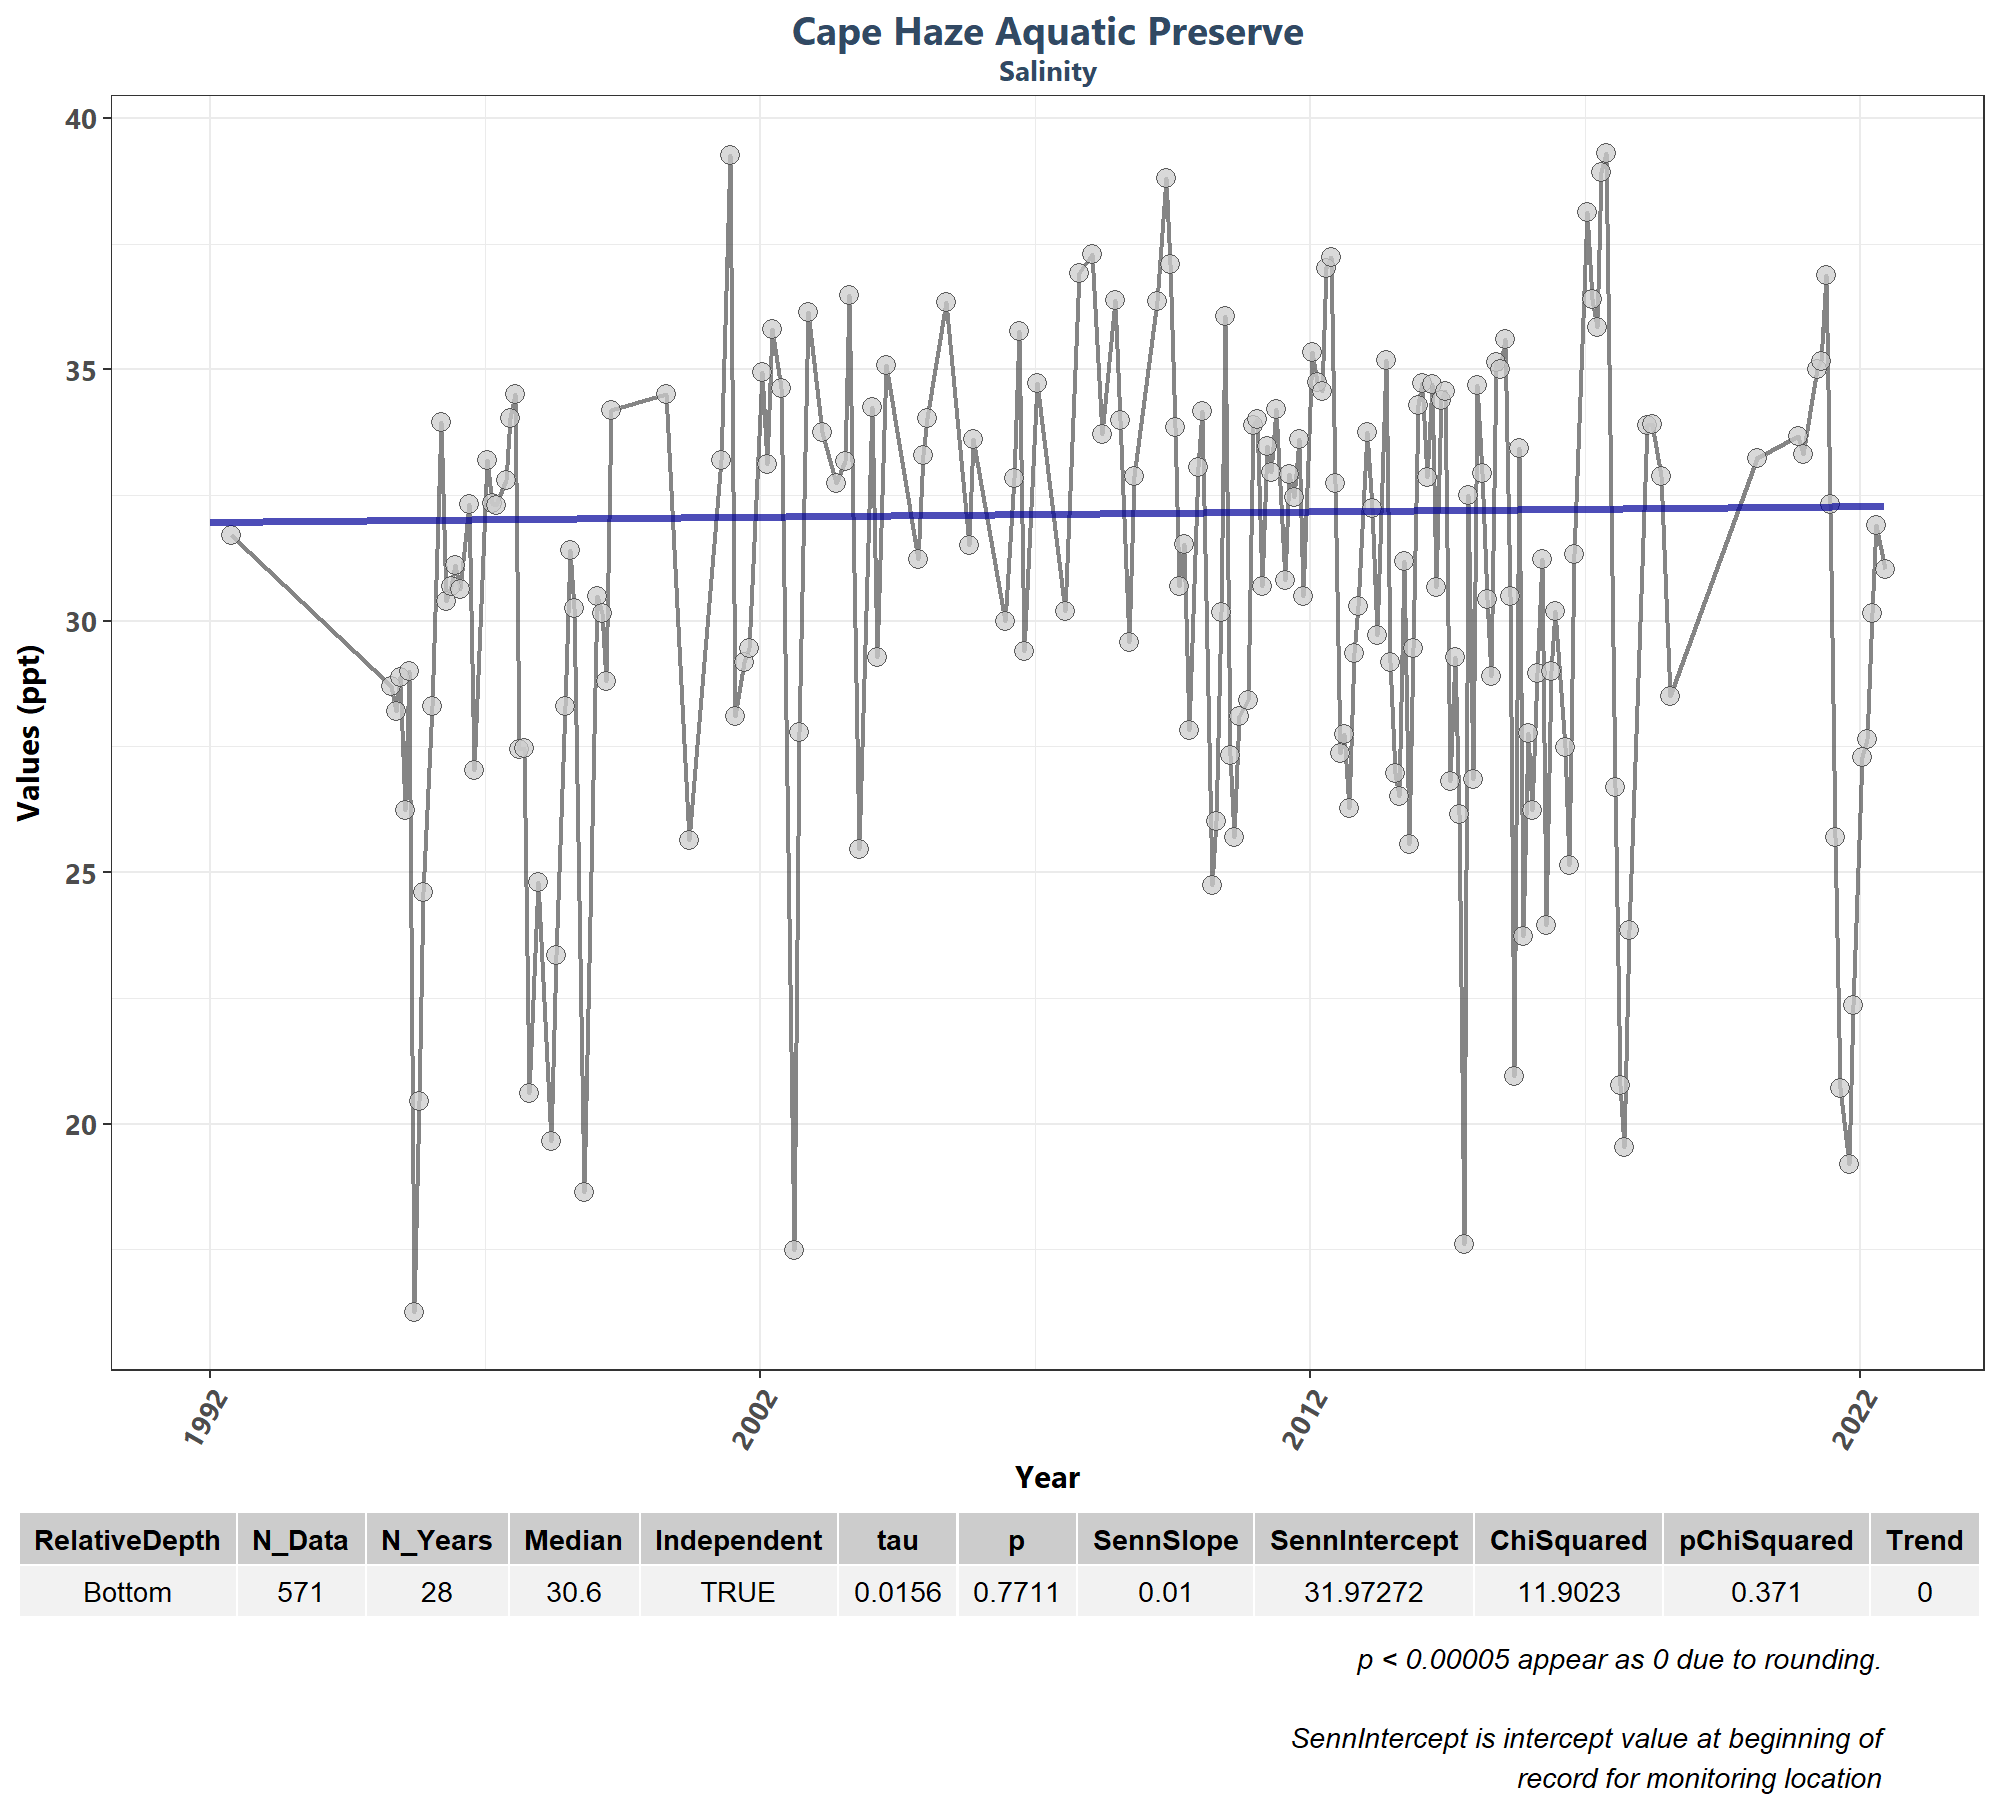 Cape Haze Aquatic Preserve
Salinity
40
35
30
25
20
Values (ppt)
1992
2002
2012
2022
Year
RelativeDepth N_Data N_Years Median Independent tau p SennSlope SennIntercept ChiSquared pChiSquared Trend
Bottom 571 28 30.6 TRUE 0.0156 0.7711 0.01 31.97272 11.9023 0.371 0
p < 0.00005 appear as 0 due to rounding.
SennIntercept is intercept value at beginning of
record for monitoring location